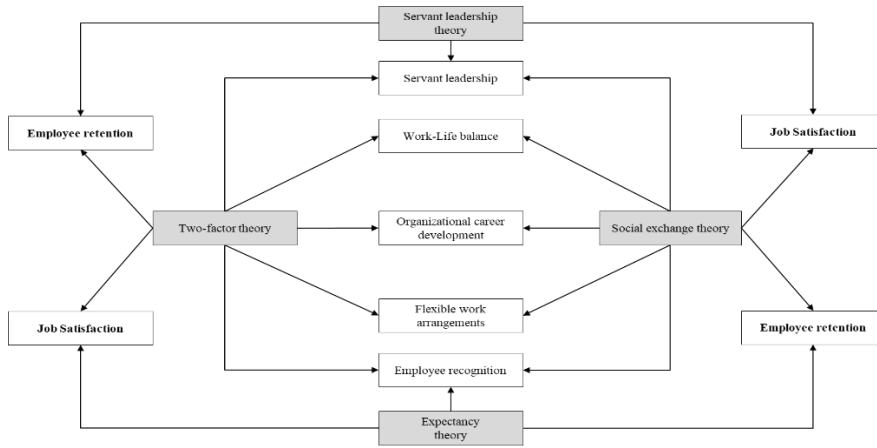 Servant leadership
theory
Servant leadership
Employee retention
Work-Life balance
Job Satisfaction
Two-factor theory
Organizational career
development
Social exchange theory
Job Satisfaction
Flexible work
arrangements
Employee retention
Employee recognition
Expectancy
theory